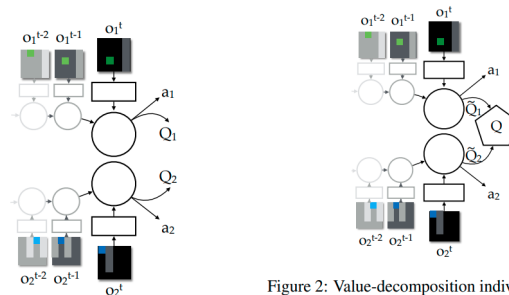 o₁ᵗ⁻² o₁ᵗ⁻¹ o₁ᵗ
a₁
Q₁
Q₂
a₂
o₂ᵗ⁻² o₂ᵗ⁻¹
o₂ᵗ
o₁ᵗ⁻² o₁ᵗ⁻¹ o₁ᵗ
a₁
Q̃₁
Q
Q̃₂
a₂
o₂ᵗ⁻² o₂ᵗ⁻¹
o₂ᵗ
Figure 2: Value-decomposition indiv